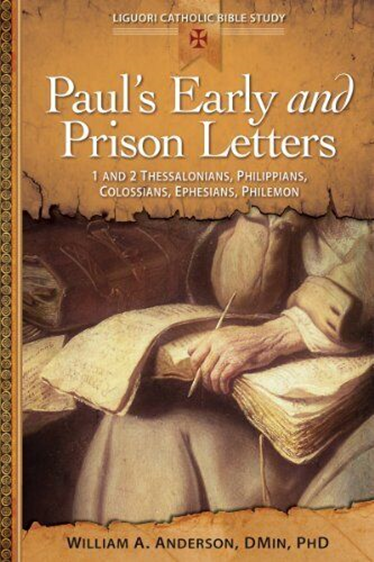 LIGUORI CATHOLIC BIBLE STUDY
Paul's Early and
Prison Letters
1 AND 2 THESSALONIANS, PHILIPPIANS,
COLOSSIANS, EPHESIANS, PHILEMON
WILLIAM A. ANDERSON, DMIN, PHD